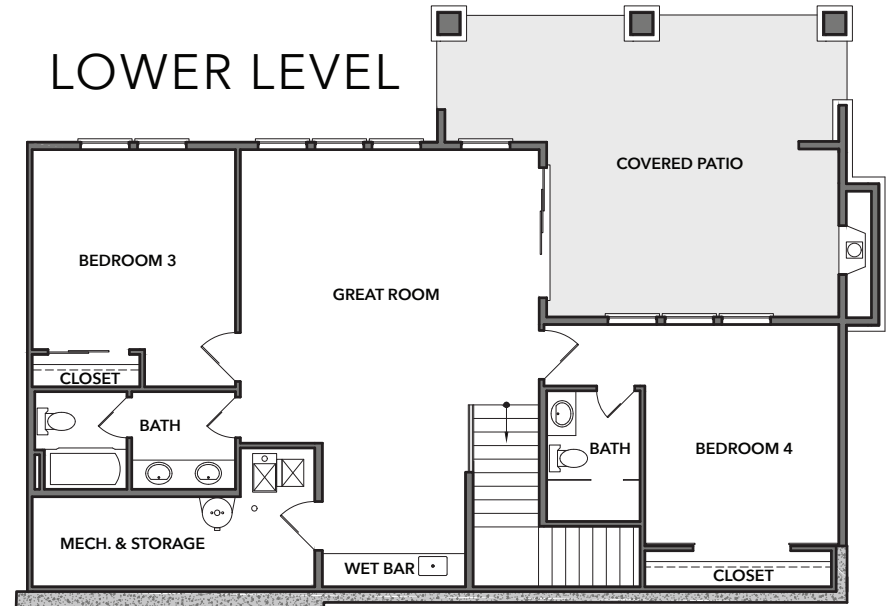 LOWER LEVEL
COVERED PATIO
BEDROOM 3
GREAT ROOM
CLOSET
BATH
BATH
BEDROOM 4
MECH. & STORAGE
WET BAR
CLOSET